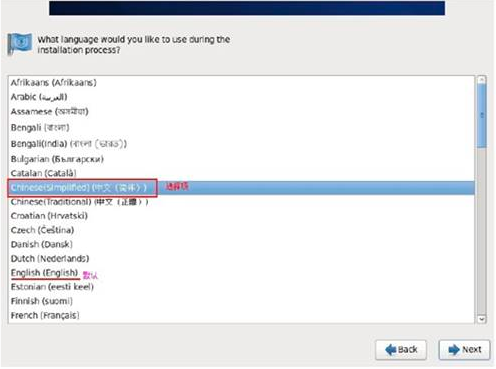 What language would you like to use during the
installation process?
Afrikaans (Afrikaans)
Arabic (العربية)
Assamese (অসমীয়া)
Bengali (বাংলা)
Bengali(India) (বাংলা (ভারত))
Bulgarian (Български)
Catalan (Català)
Chinese(Simplified) (中文（简体）)
Chinese(Traditional) (中文（正體）)
Croatian (Hrvatski)
Czech (Čeština)
Danish (Dansk)
Dutch (Nederlands)
English (English) 默认
Estonian (eesti keel)
Finnish (suomi)
French (Français)
Back Next